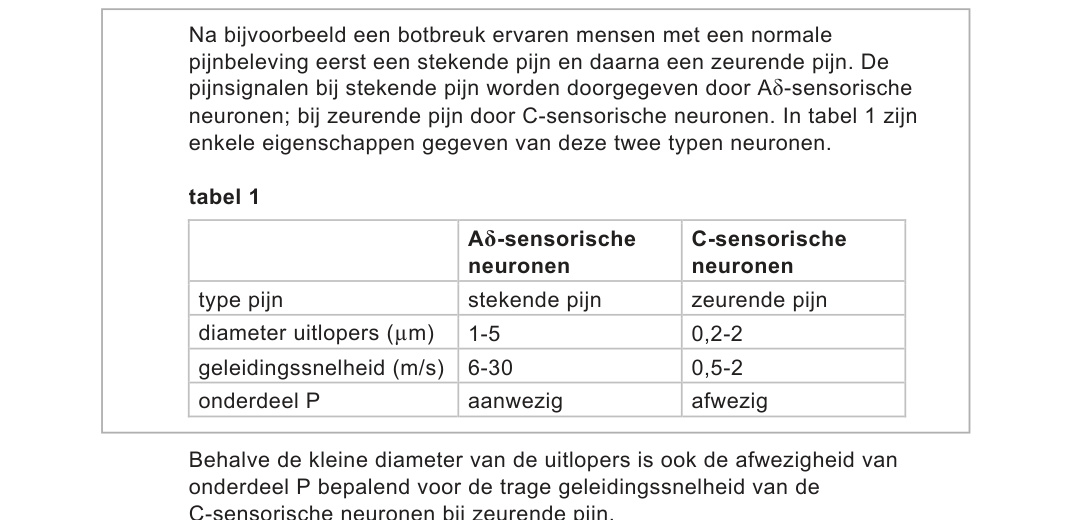 Na bijvoorbeeld een botbreuk ervaren mensen met een normale
pijnbeleving eerst een stekende pijn en daarna een zeurende pijn. De
pijnsignalen bij stekende pijn worden doorgegeven door Aδ-sensorische
neuronen; bij zeurende pijn door C-sensorische neuronen. In tabel 1 zijn
enkele eigenschappen gegeven van deze twee typen neuronen.
tabel 1
Aδ-sensorische neuronen C-sensorische neuronen
type pijn stekende pijn zeurende pijn
diameter uitlopers (μm) 1-5 0,2-2
geleidingssnelheid (m/s) 6-30 0,5-2
onderdeel P aanwezig afwezig
Behalve de kleine diameter van de uitlopers is ook de afwezigheid van
onderdeel P bepalend voor de trage geleidingssnelheid van de
C-sensorische neuronen bij zeurende pijn.